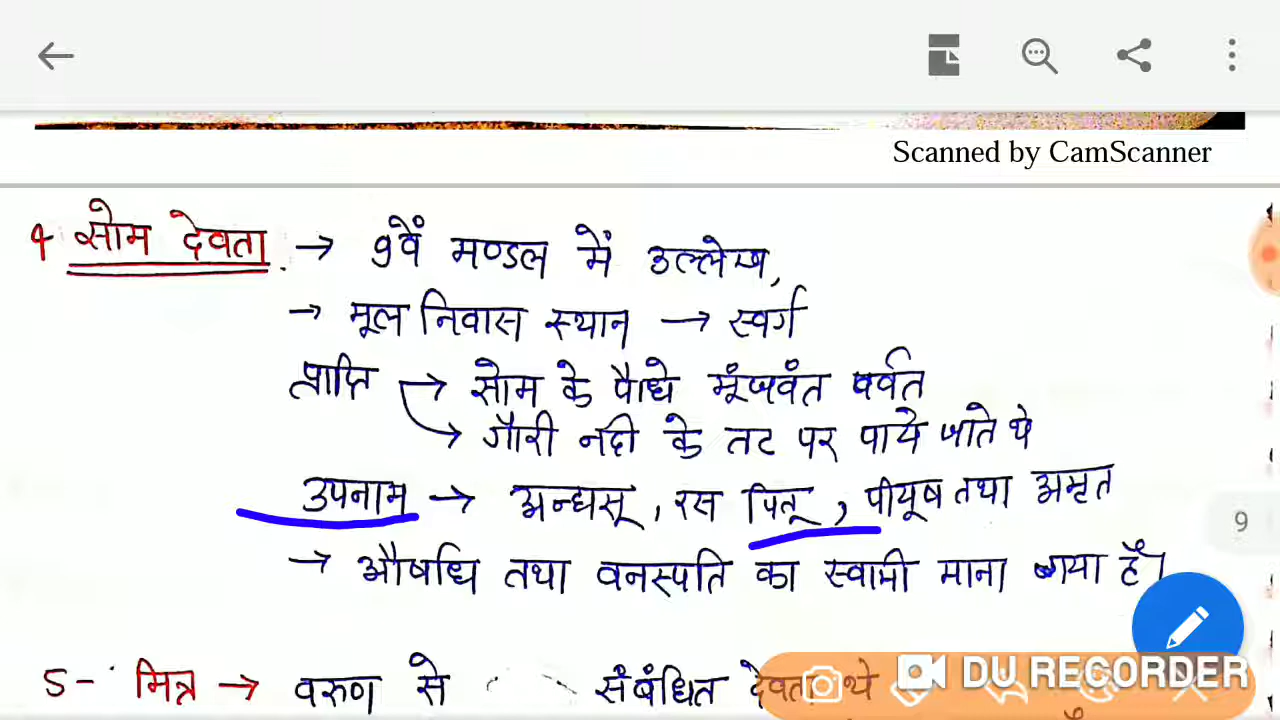 Scanned by CamScanner
4 सोम देवता → 9वें मण्डल में उल्लेख,
→ मूल निवास स्थान → स्वर्ग
प्राप्ति → सोम के पौधे मूंजवंत पर्वत
→ गौरी नदी के तट पर पाये जाते थे
उपनाम → अन्धसू, रस पितू, पीयूष तथा अमृत
→ औषधि तथा वनस्पति का स्वामी माना गया है।
9
5- मित्र → वरुण से संबंधित देवता थे
DU RECORDER